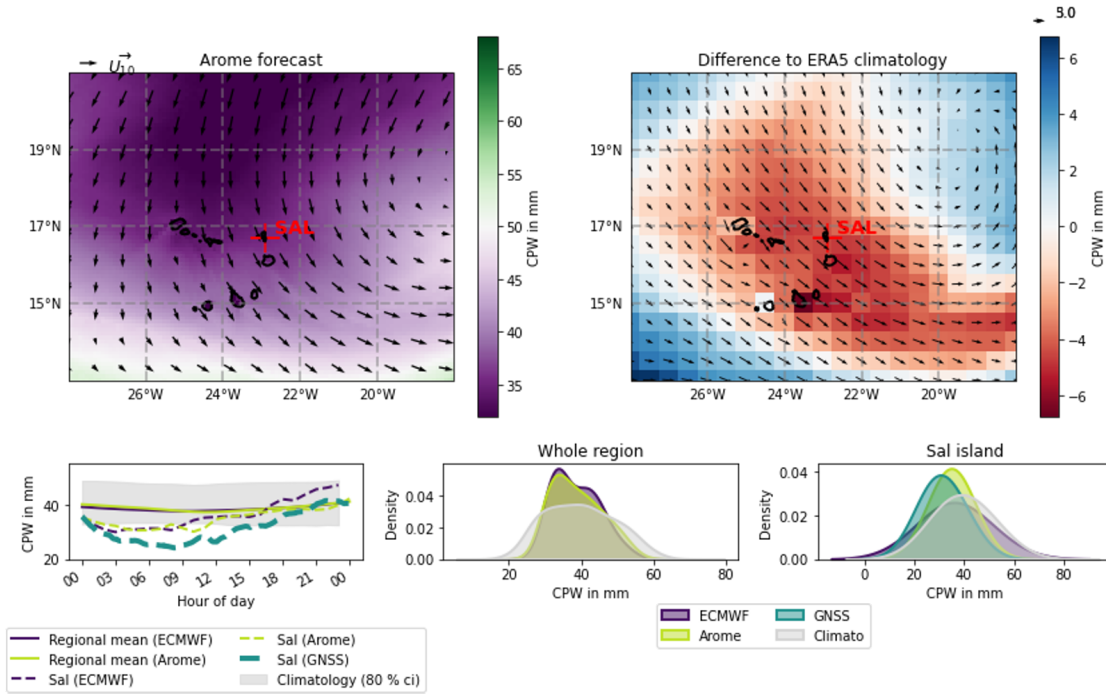 5.0
3.0
U₁₀
Arome forecast
Difference to ERA5 climatology
19°N
17°N
15°N
26°W
24°W
22°W
20°W
SAL
65
60
55
50
45
40
35
CPW in mm
19°N
17°N
15°N
26°W
24°W
22°W
20°W
SAL
6
4
2
0
−2
−4
−6
CPW in mm
CPW in mm
40
20
00
03
06
09
12
15
18
21
00
Hour of day
Whole region
Density
0.04
0.02
0.00
20
40
60
80
CPW in mm
Sal island
Density
0.04
0.02
0.00
0
20
40
60
80
CPW in mm
Regional mean (ECMWF)
Regional mean (Arome)
Sal (ECMWF)
Sal (Arome)
Sal (GNSS)
Climatology (80 % ci)
ECMWF
Arome
GNSS
Climato